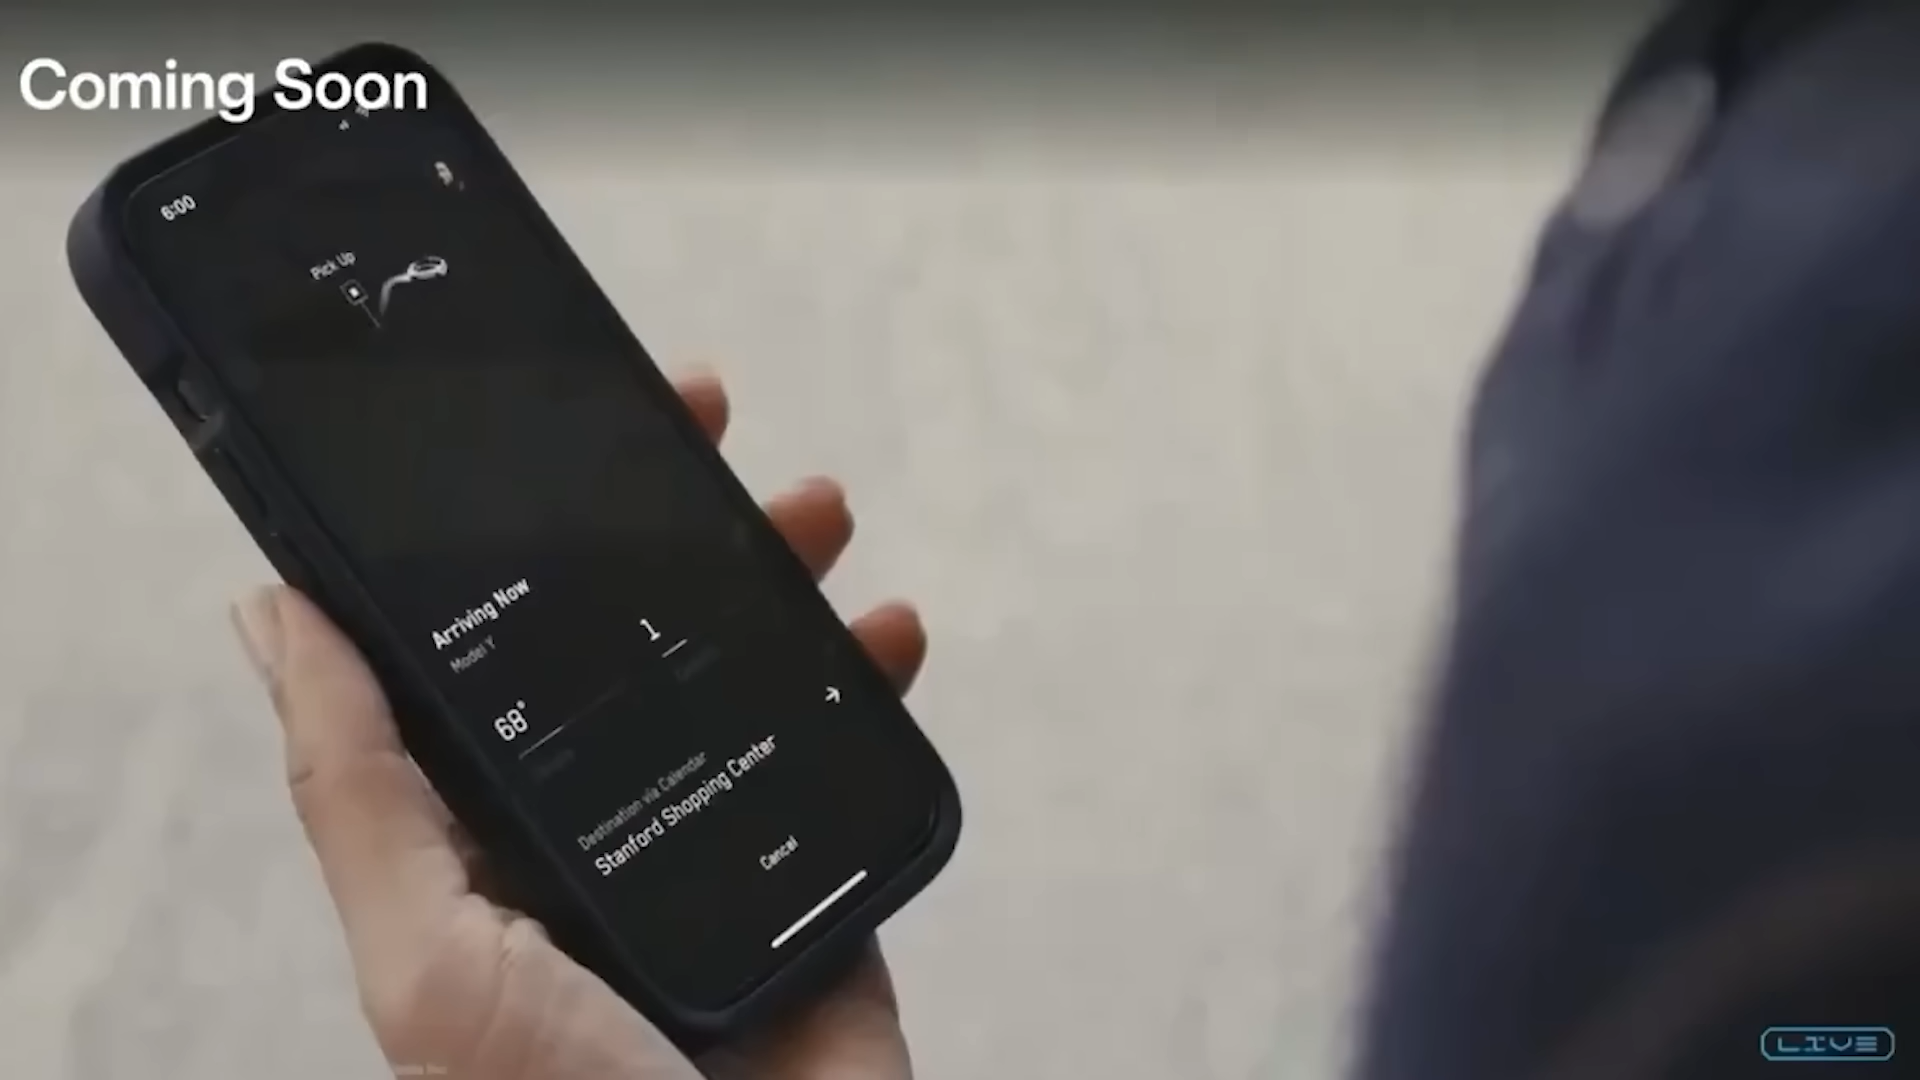 Coming Soon
6:00
Pick Up
Arriving Now
Model Y
1
68°
Destination via Calendar
Stanford Shopping Center
Cancel
LIVE